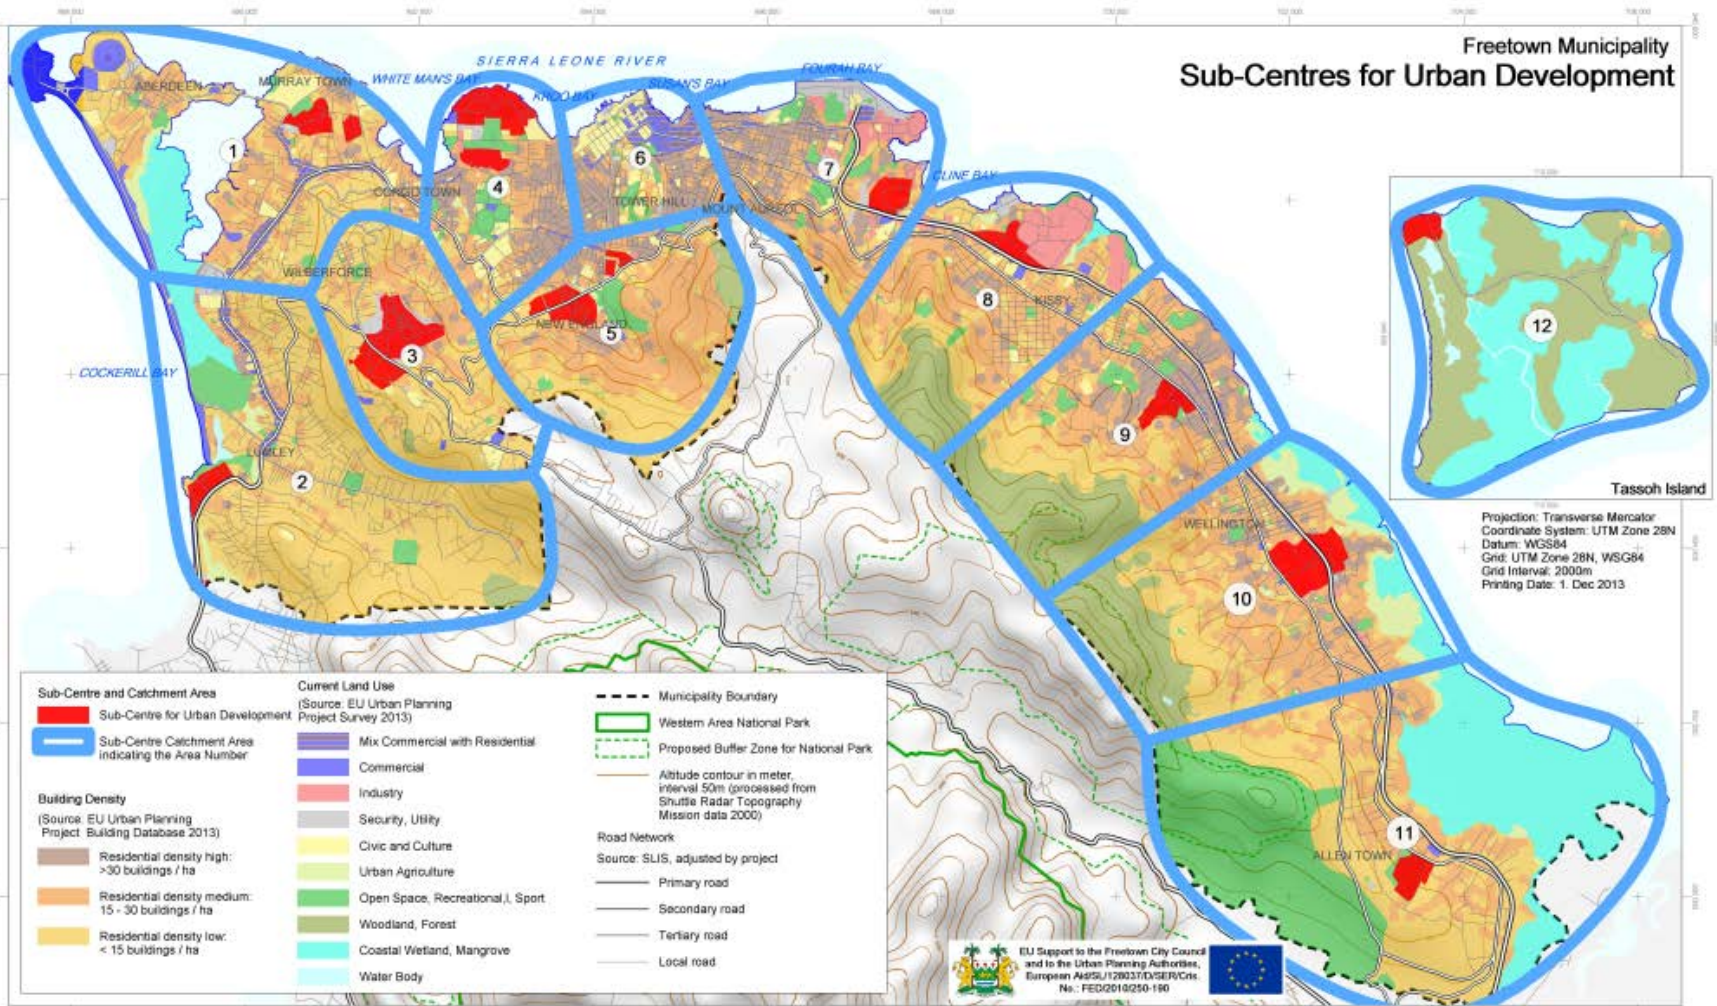 Freetown Municipality
Sub-Centres for Urban Development
SIERRA LEONE RIVER
FOURAH BAY
WHITE MAN'S BAY
SUSAN'S BAY
KROO BAY
ABERDEEN
MURRAY TOWN
1
6
7
4
CLINE BAY
CONGO TOWN
TOWER HILL
MOUNT AUREOL
WILBERFORCE
8
KISSY
NEW ENGLAND
5
12
3
COCKERILL BAY
9
LUMLEY
2
Tassoh Island
WELLINGTON
Projection: Transverse Mercator
Coordinate System: UTM Zone 28N
Datum: WGS84
Grid: UTM Zone 28N, WSG84
Grid Interval: 2000m
Printing Date: 1. Dec 2013
10
11
ALLEN TOWN
Sub-Centre and Catchment Area
Sub-Centre for Urban Development
Sub-Centre Catchment Area
indicating the Area Number
Building Density
(Source: EU Urban Planning
Project Building Database 2013)
Residential density high:
>30 buildings / ha
Residential density medium:
15 - 30 buildings / ha
Residential density low:
< 15 buildings / ha
Current Land Use
(Source: EU Urban Planning
Project Survey 2013)
Mix Commercial with Residential
Commercial
Industry
Security, Utility
Civic and Culture
Urban Agriculture
Open Space, Recreational,l, Sport
Woodland, Forest
Coastal Wetland, Mangrove
Water Body
Municipality Boundary
Western Area National Park
Proposed Buffer Zone for National Park
Altitude contour in meter,
interval 50m (processed from
Shuttle Radar Topography
Mission data 2000)
Road Network
Source: SLIS, adjusted by project
Primary road
Secondary road
Tertiary road
Local road
EU Support to the Freetown City Council
and to the Urban Planning Authorities,
European Aid/SL/128037/D/SER/Cris.
No.: FED/2010/250-190